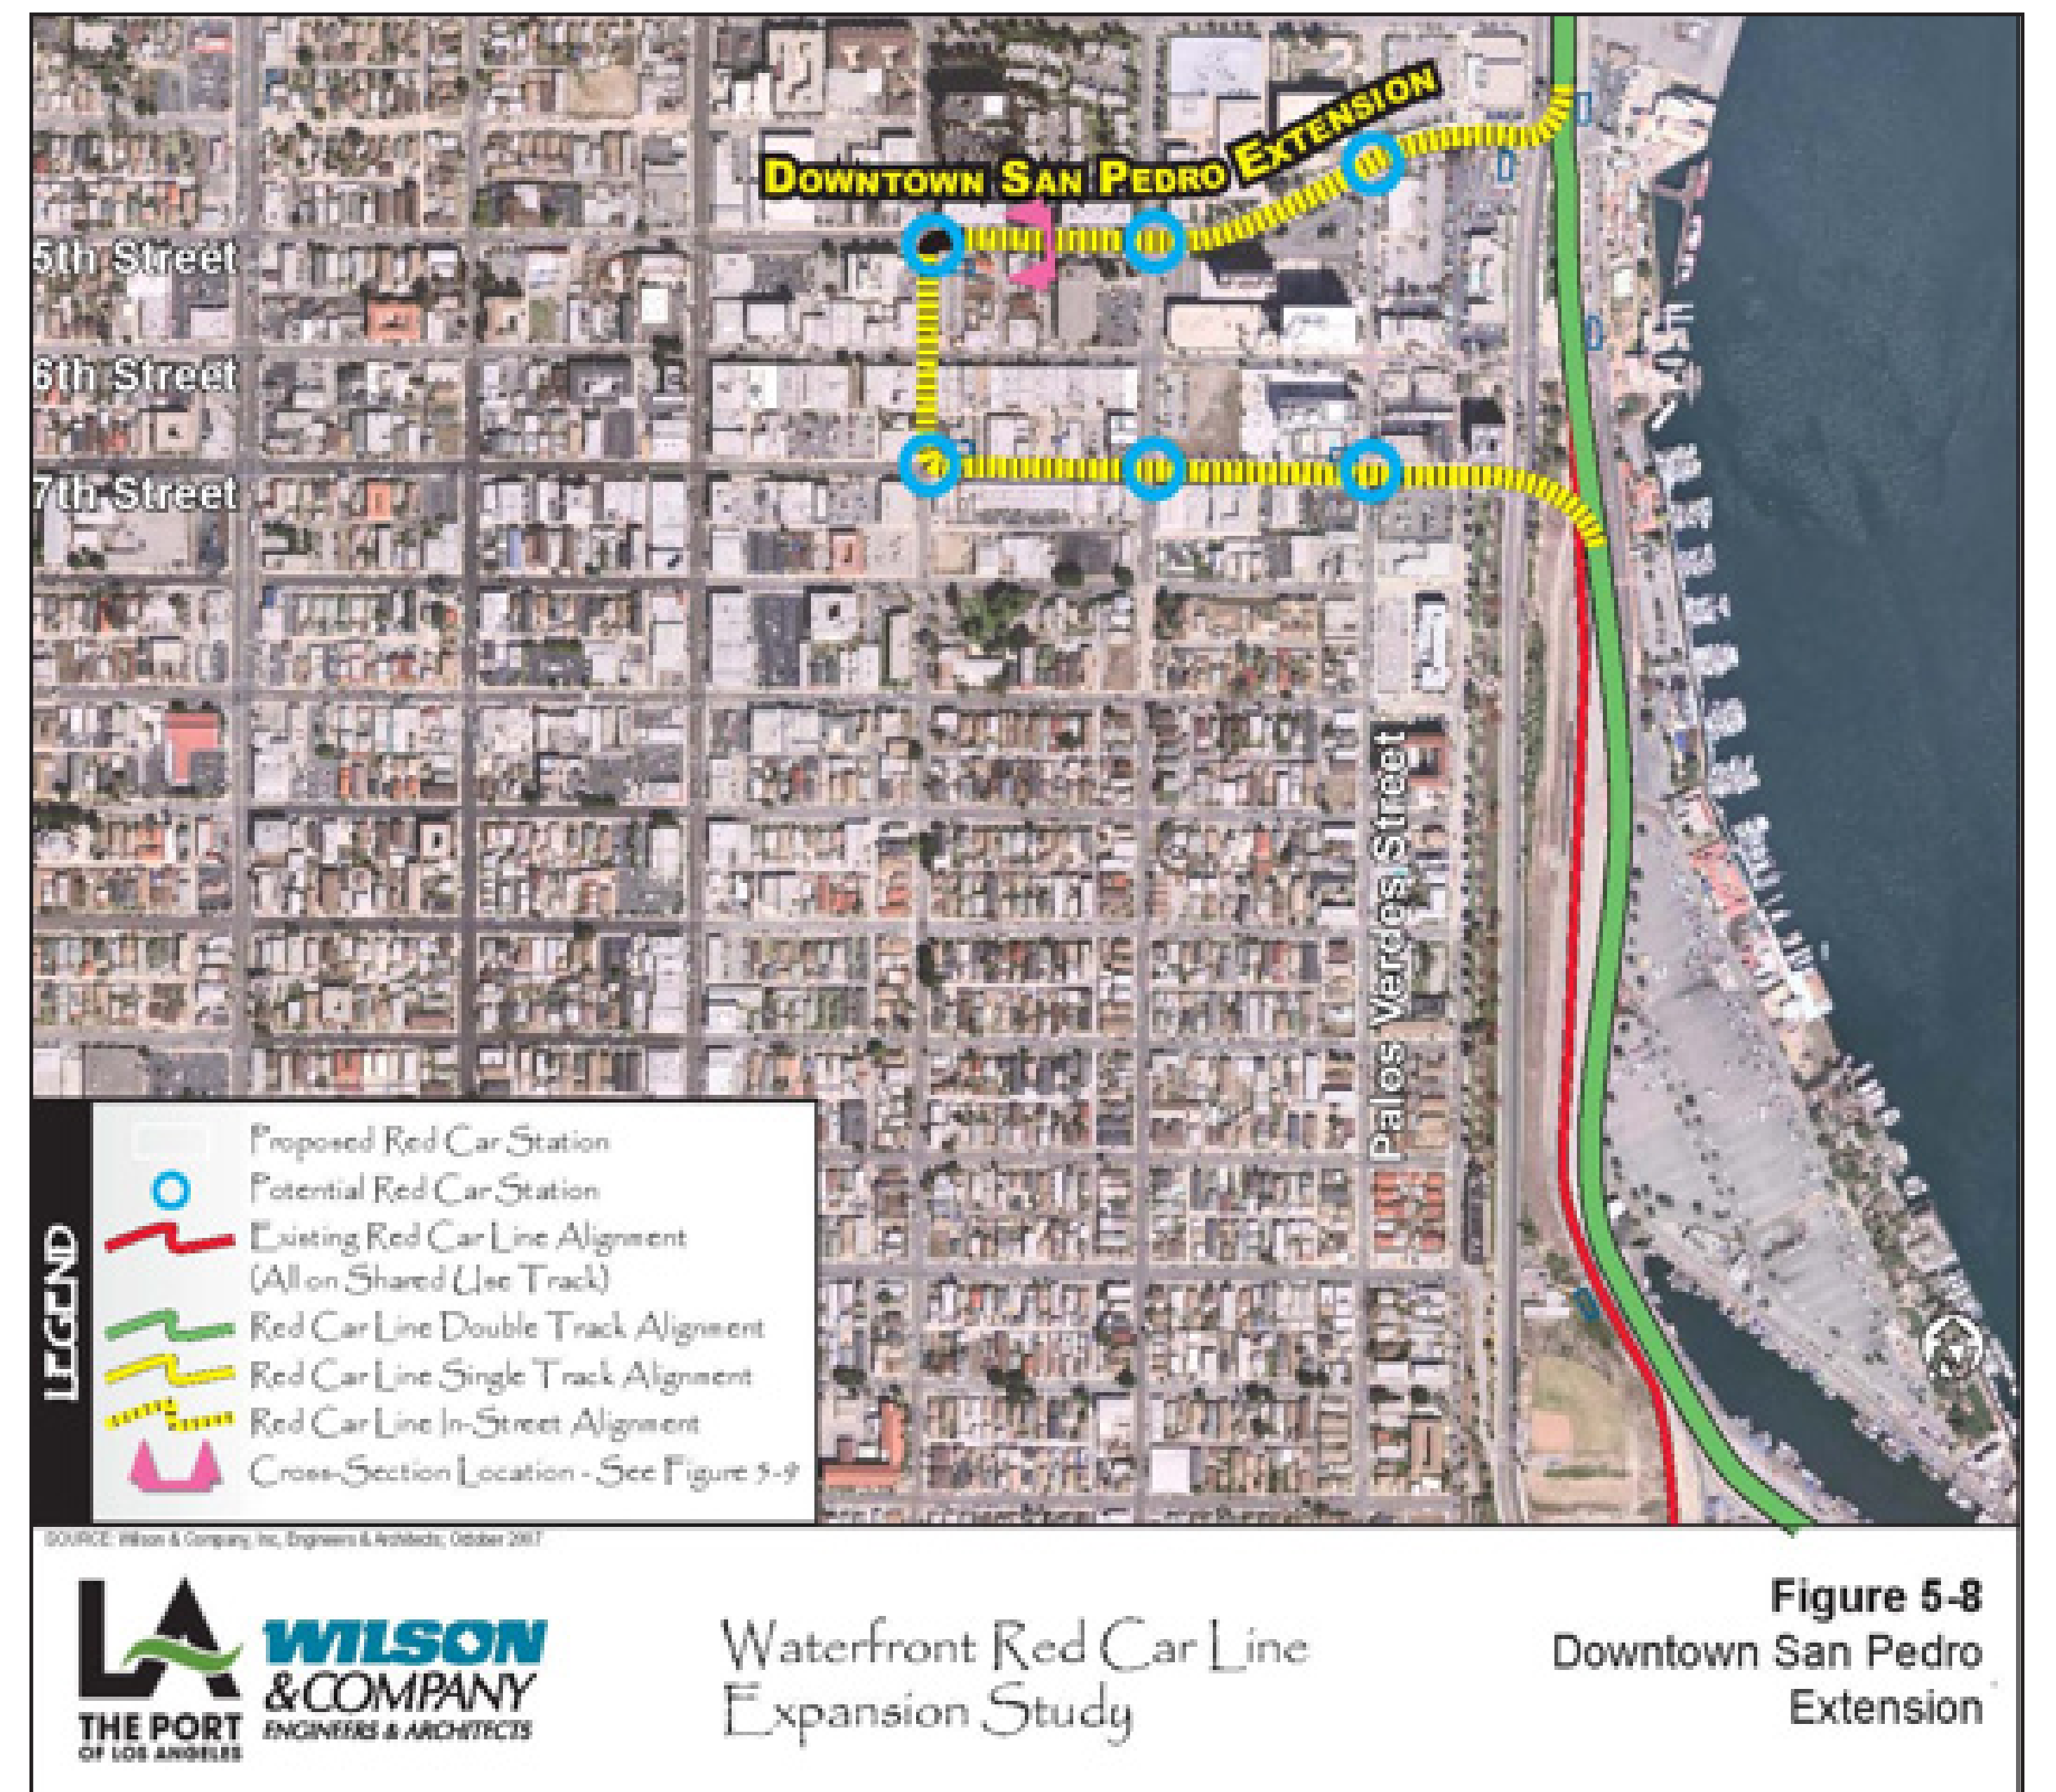 DOWNTOWN SAN PEDRO EXTENSION
5th Street
6th Street
7th Street
Palos Verdes Street
LEGEND
Proposed Red Car Station
Potential Red Car Station
Existing Red Car Line Alignment
(All on Shared Use Track)
Red Car Line Double Track Alignment
Red Car Line Single Track Alignment
Red Car Line In-Street Alignment
Cross-Section Location - See Figure 5-9
SOURCE: Wilson & Company, Inc, Engineers & Architects; October 2007
LA
THE PORT
OF LOS ANGELES
WILSON
&COMPANY
ENGINEERS & ARCHITECTS
Waterfront Red Car Line
Expansion Study
Figure 5-8
Downtown San Pedro
Extension